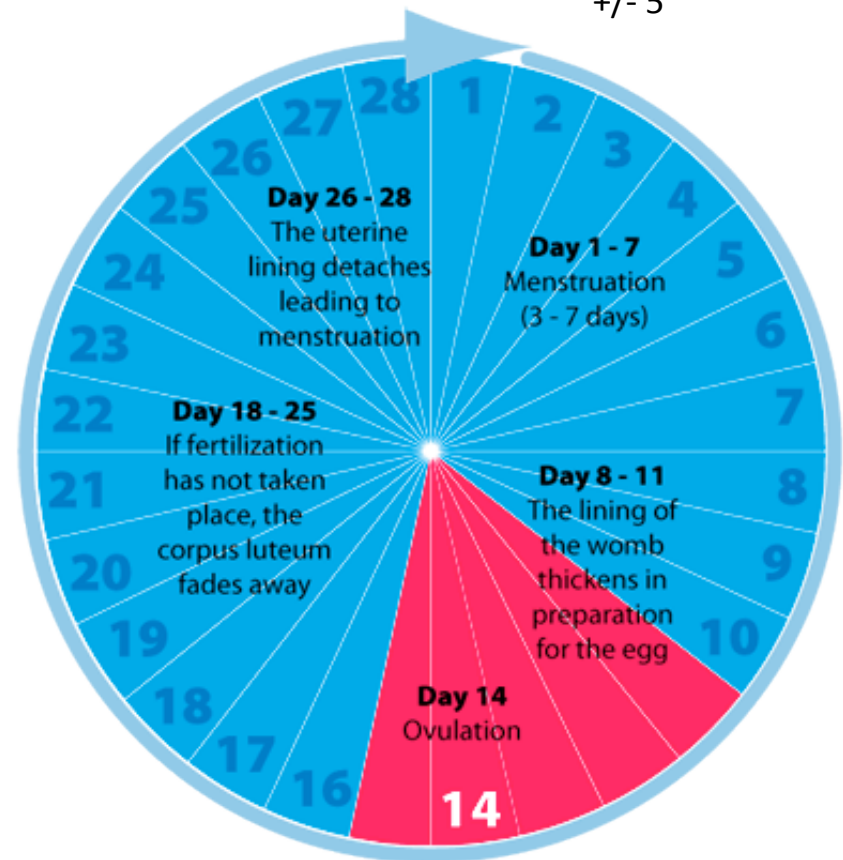 +/- 5
28
1
2
3
4
5
6
7
8
9
10
14
16
17
18
19
20
21
22
23
24
25
26
27
Day 26 - 28
The uterine
lining detaches
leading to
menstruation
Day 1 - 7
Menstruation
(3 - 7 days)
Day 18 - 25
If fertilization
has not taken
place, the
corpus luteum
fades away
Day 8 - 11
The lining of
the womb
thickens in
preparation
for the egg
Day 14
Ovulation